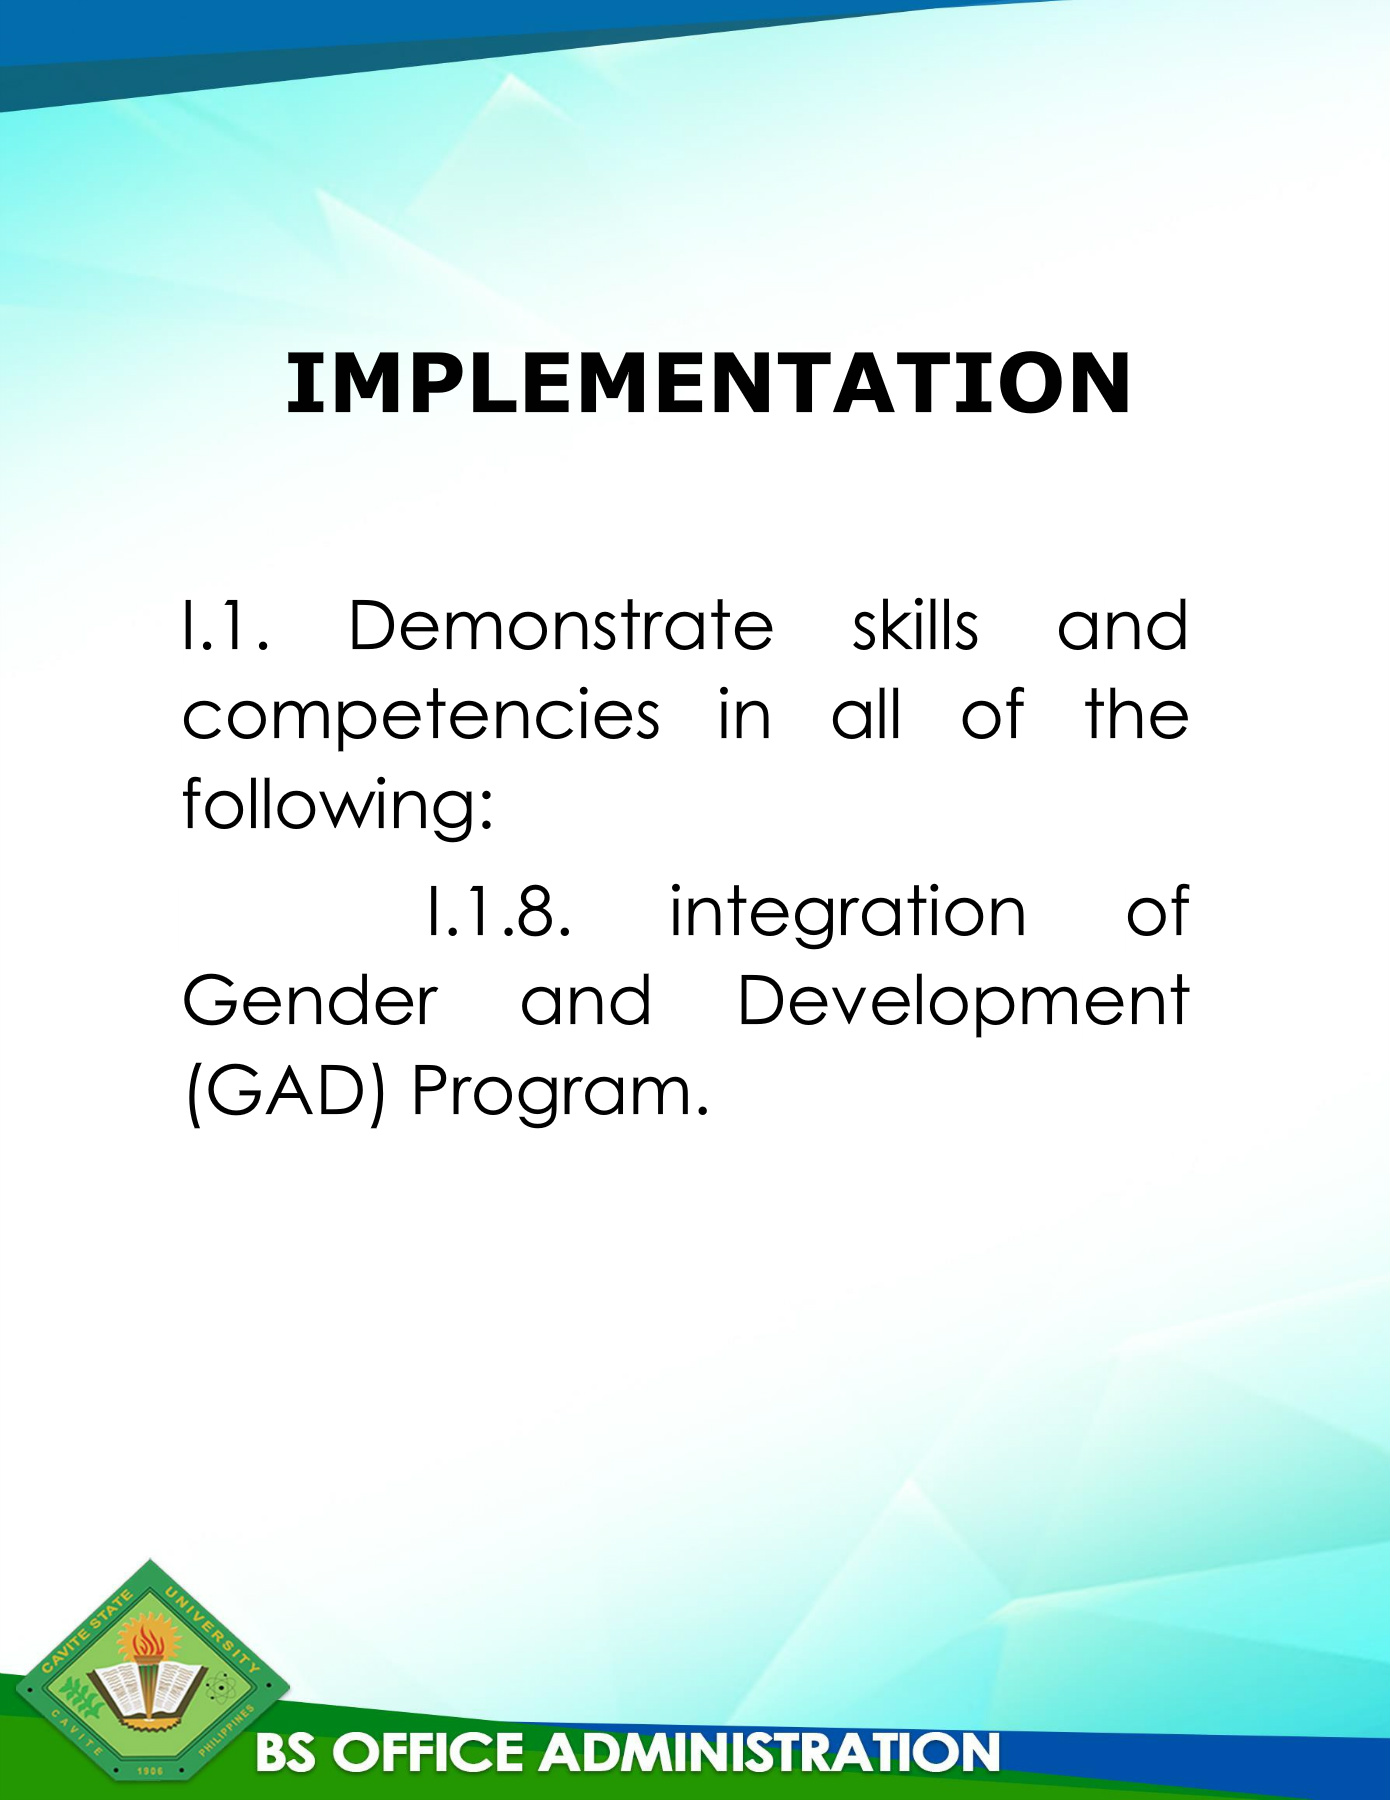 IMPLEMENTATION
I.1. Demonstrate skills and
competencies in all of the
following:
I.1.8. integration of
Gender and Development
(GAD) Program.
CAVITE STATE UNIVERSITY
CAVITE PHILIPPINES
1906
BS OFFICE ADMINISTRATION